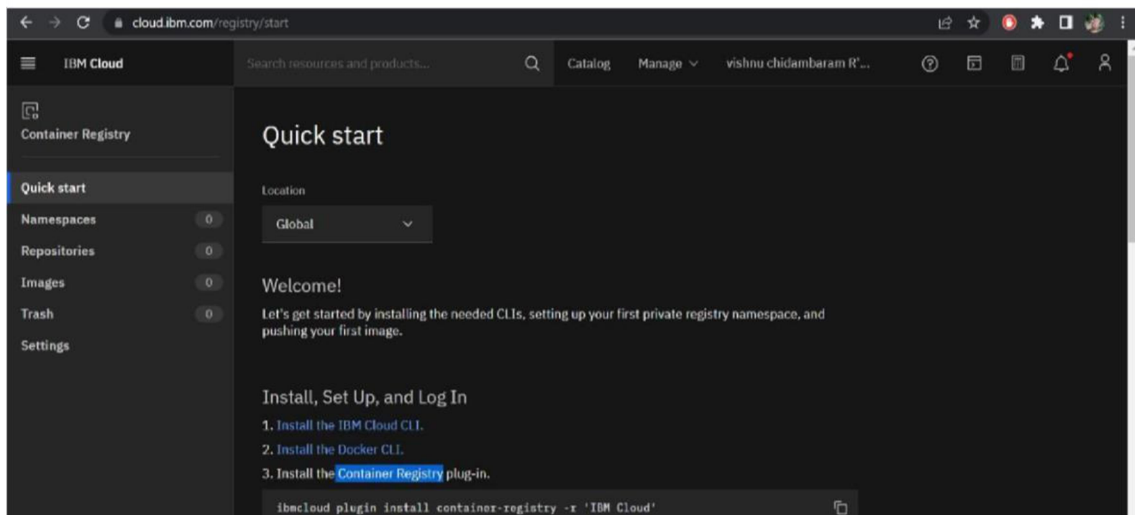 cloud.ibm.com/registry/start
IBM Cloud
Search resources and products...
Catalog
Manage
vishnu chidambaram R'...
Container Registry
Quick start
Namespaces 0
Repositories 0
Images 0
Trash 0
Settings
Quick start
Location
Global
Welcome!
Let's get started by installing the needed CLIs, setting up your first private registry namespace, and
pushing your first image.
Install, Set Up, and Log In
1. Install the IBM Cloud CLI.
2. Install the Docker CLI.
3. Install the Container Registry plug-in.
ibmcloud plugin install container-registry -r 'IBM Cloud'